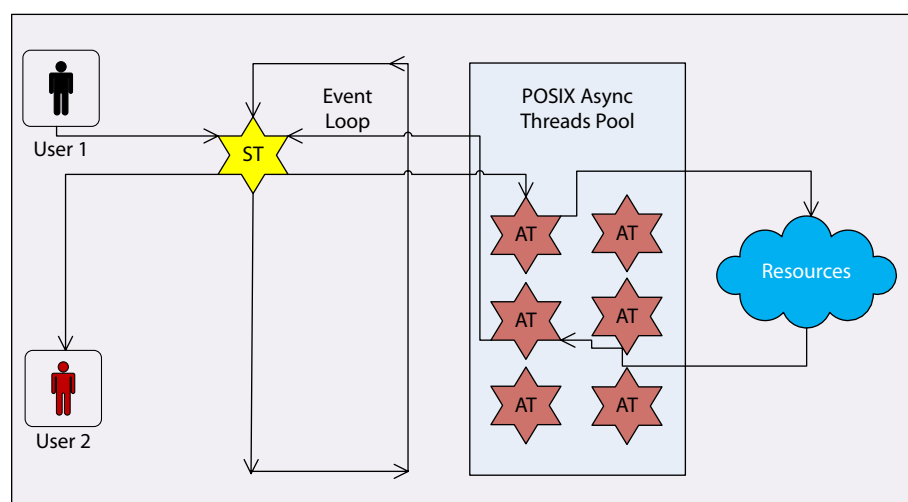 User 1
ST
Event
Loop
POSIX Async
Threads Pool
AT
AT
Resources
AT
AT
AT
AT
User 2